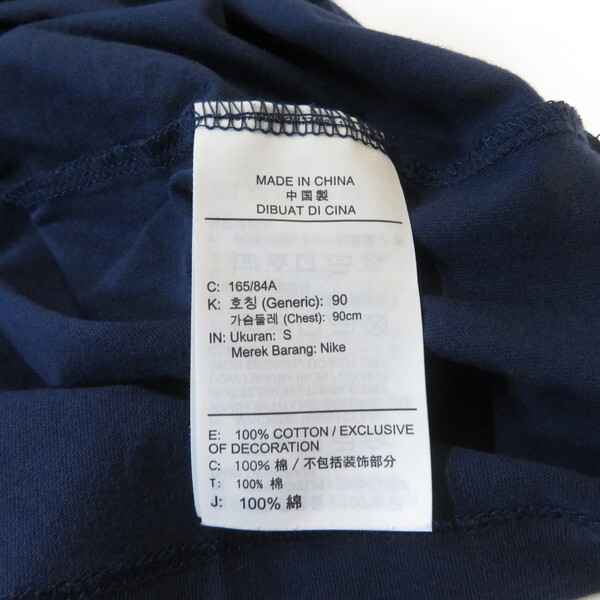 MADE IN CHINA
中国製
DIBUAT DI CINA
C: 165/84A
K: 호칭 (Generic): 90
가슴둘레 (Chest): 90cm
IN: Ukuran: S
Merek Barang: Nike
E: 100% COTTON / EXCLUSIVE
OF DECORATION
C: 100% 棉 / 不包括装饰部分
T: 100% 棉
J: 100% 綿